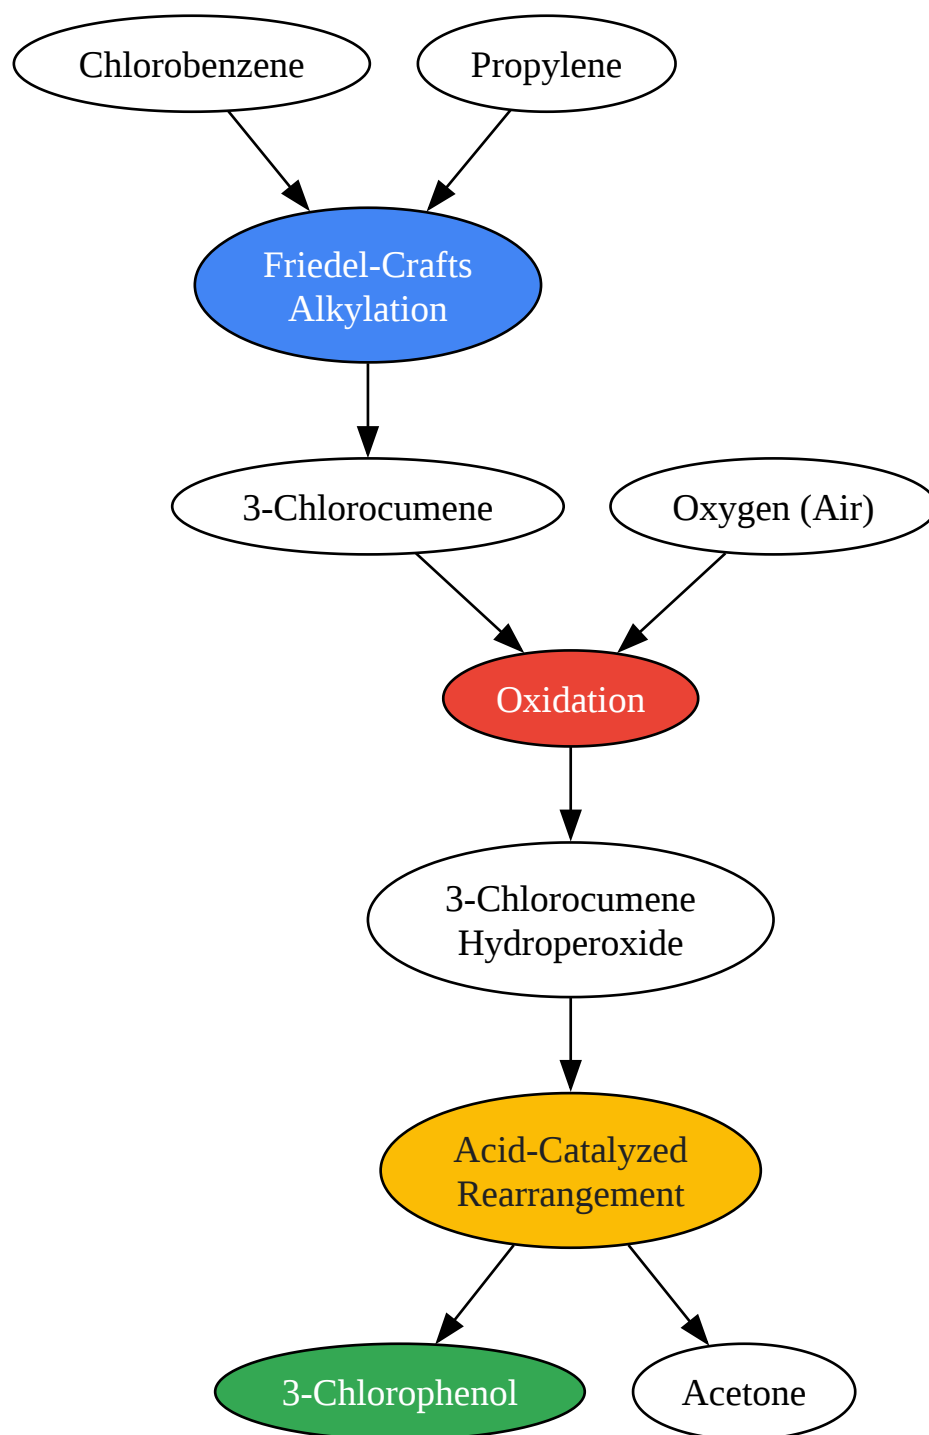 Chlorobenzene
Propylene
Friedel-Crafts
Alkylation
3-Chlorocumene
Oxygen (Air)
Oxidation
3-Chlorocumene
Hydroperoxide
Acid-Catalyzed
Rearrangement
3-Chlorophenol
Acetone